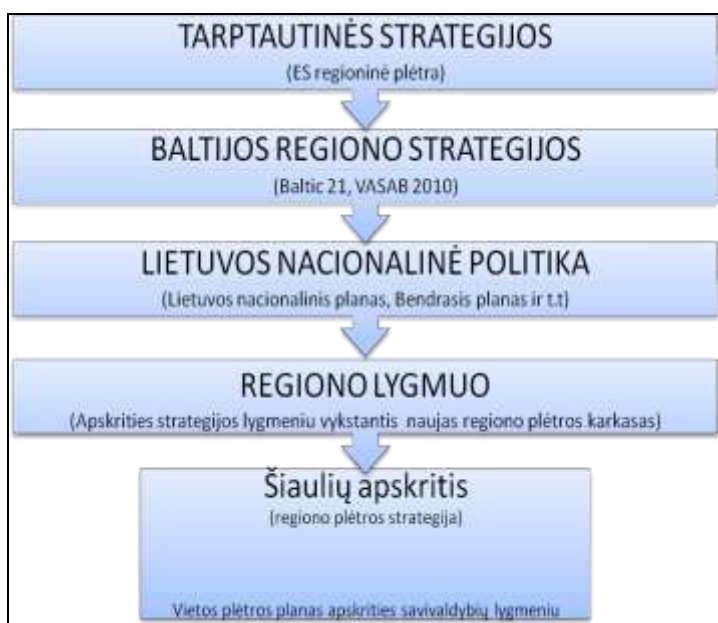 TARPTAUTINĖS STRATEGIJOS
(ES regioninė plėtra)
BALTIJOS REGIONO STRATEGIJOS
(Baltic 21, VASAB 2010)
LIETUVOS NACIONALINĖ POLITIKA
(Lietuvos nacionalinis planas, Bendrasis planas ir t.t)
REGIONO LYGMUO
(Apskrities strategijos lygmeniu vykstantis naujas regiono plėtros karkasas)
Šiaulių apskritis
(regiono plėtros strategija)
Vietos plėtros planas apskrities savivaldybių lygmeniu